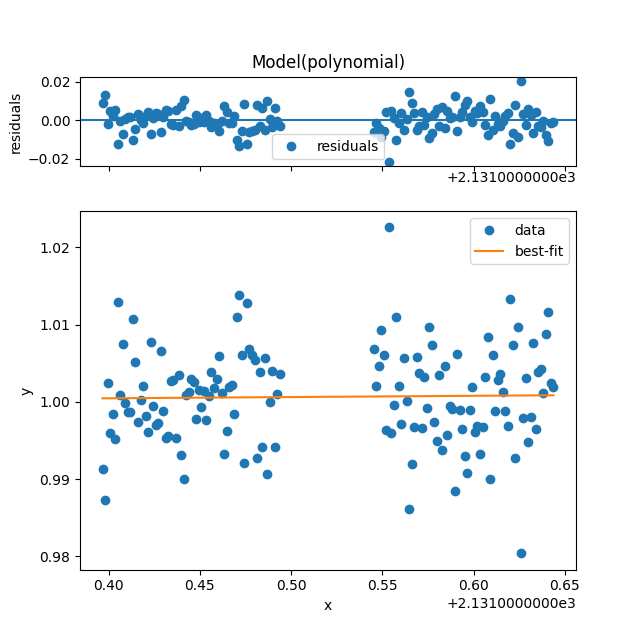 Model(polynomial)
0.02
0.00
−0.02
residuals
residuals
+2.1310000000e3
1.02
1.01
1.00
0.99
0.98
y
data
best-fit
0.40 0.45 0.50 0.55 0.60 0.65
x
+2.1310000000e3